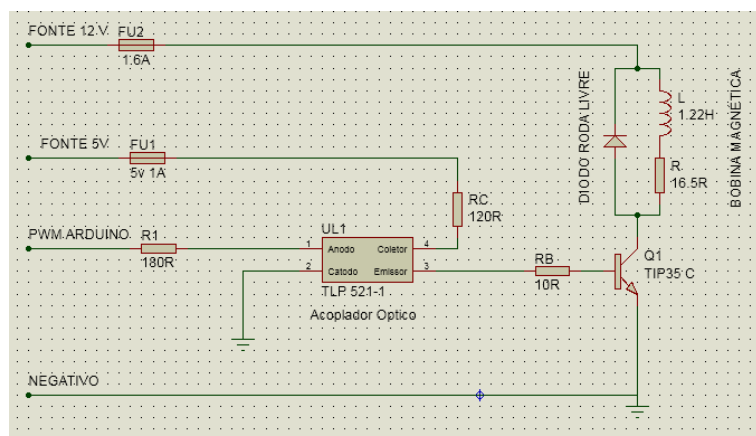 FONTE 12 V
FU2
1.6A
DIODO RODA LIVRE
L
1.22H
BOBINA MAGNÉTICA
R
16.5R
FONTE 5V
FU1
5v 1A
RC
120R
PWM ARDUINO
R1
180R
UL1
1 Anodo Coletor 4
2 Catodo Emissor 3
TLP 521-1
Acoplador Optico
RB
10R
Q1
TIP35 C
NEGATIVO